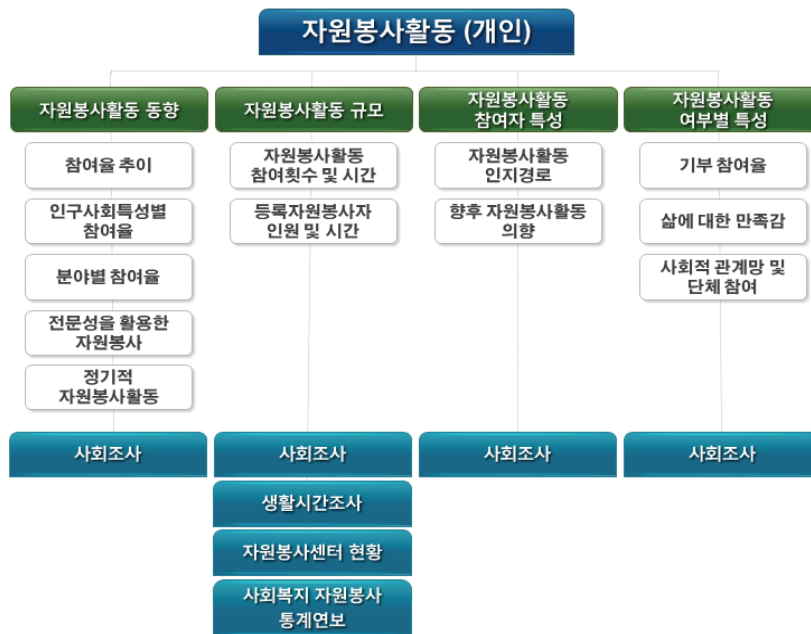 자원봉사활동 (개인)
자원봉사활동 동향
참여율 추이
인구사회특성별
참여율
분야별 참여율
전문성을 활용한
자원봉사
정기적
자원봉사활동
사회조사
자원봉사활동 규모
자원봉사활동
참여횟수 및 시간
등록자원봉사자
인원 및 시간
사회조사
생활시간조사
자원봉사센터 현황
사회복지 자원봉사
통계연보
자원봉사활동
참여자 특성
자원봉사활동
인지경로
향후 자원봉사활동
의향
사회조사
자원봉사활동
여부별 특성
기부 참여율
삶에 대한 만족감
사회적 관계망 및
단체 참여
사회조사